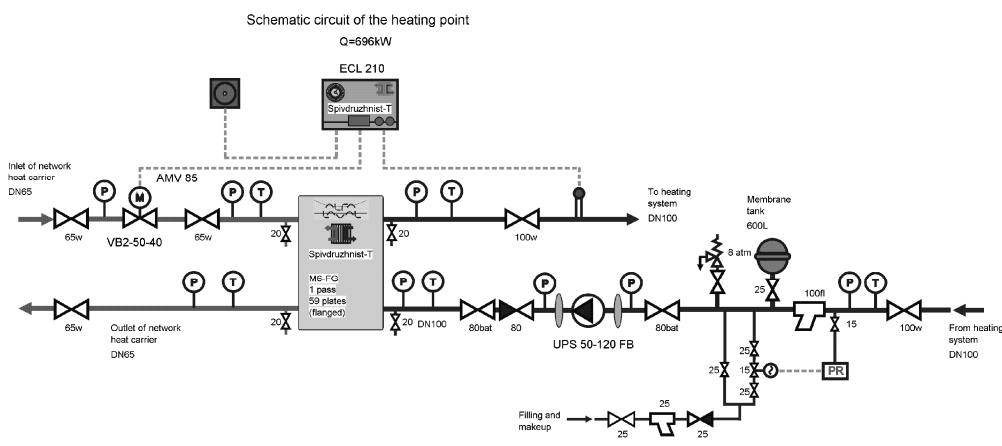 Schematic circuit of the heating point
Q=696kW
ECL 210
Spivdruzhnist-T
Inlet of network
heat carrier
DN65
AMV 85
P
M
P
T
P
T
To heating
system
DN100
Membrane
tank
600L
65w
VB2-50-40
65w
20
ALFA
LAVAL
Spivdruzhnist-T
20
100w
8 atm
M6-FG
1 pass
59 plates
(flanged)
P
T
P
T
P
P
25
100fl
P
T
65w
Outlet of network
heat carrier
DN65
20
20
DN100
80bat
80
UPS 50-120 FB
80bat
15
100w
From heating
system
DN100
25
25
15
25
PR
Filling and
makeup
25
25
25